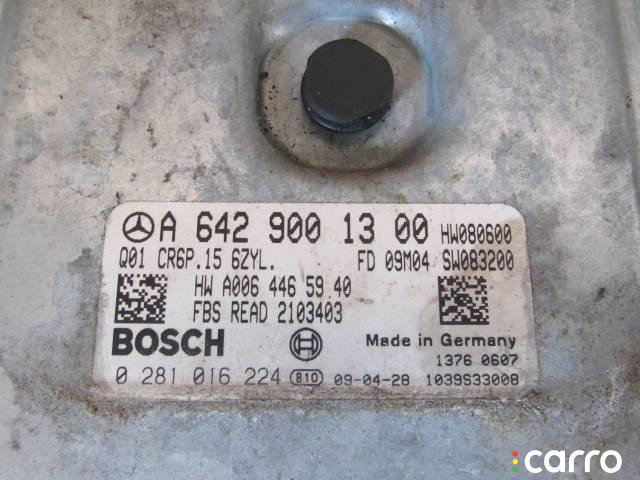 A 642 900 13 00 HW080600
Q01 CR6P.15 6ZYL. FD 09M04 SW083200
HW A006 446 59 40
FBS READ 2103403
BOSCH Made in Germany
1376 0607
0 281 016 224 B10 09-04-28 1039S33008
carro